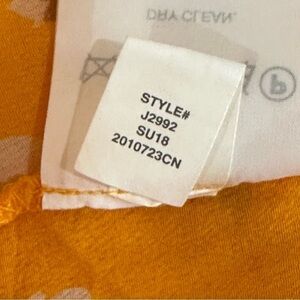 DRY CLEAN.
STYLE#
J2992
SU18
2010723CN